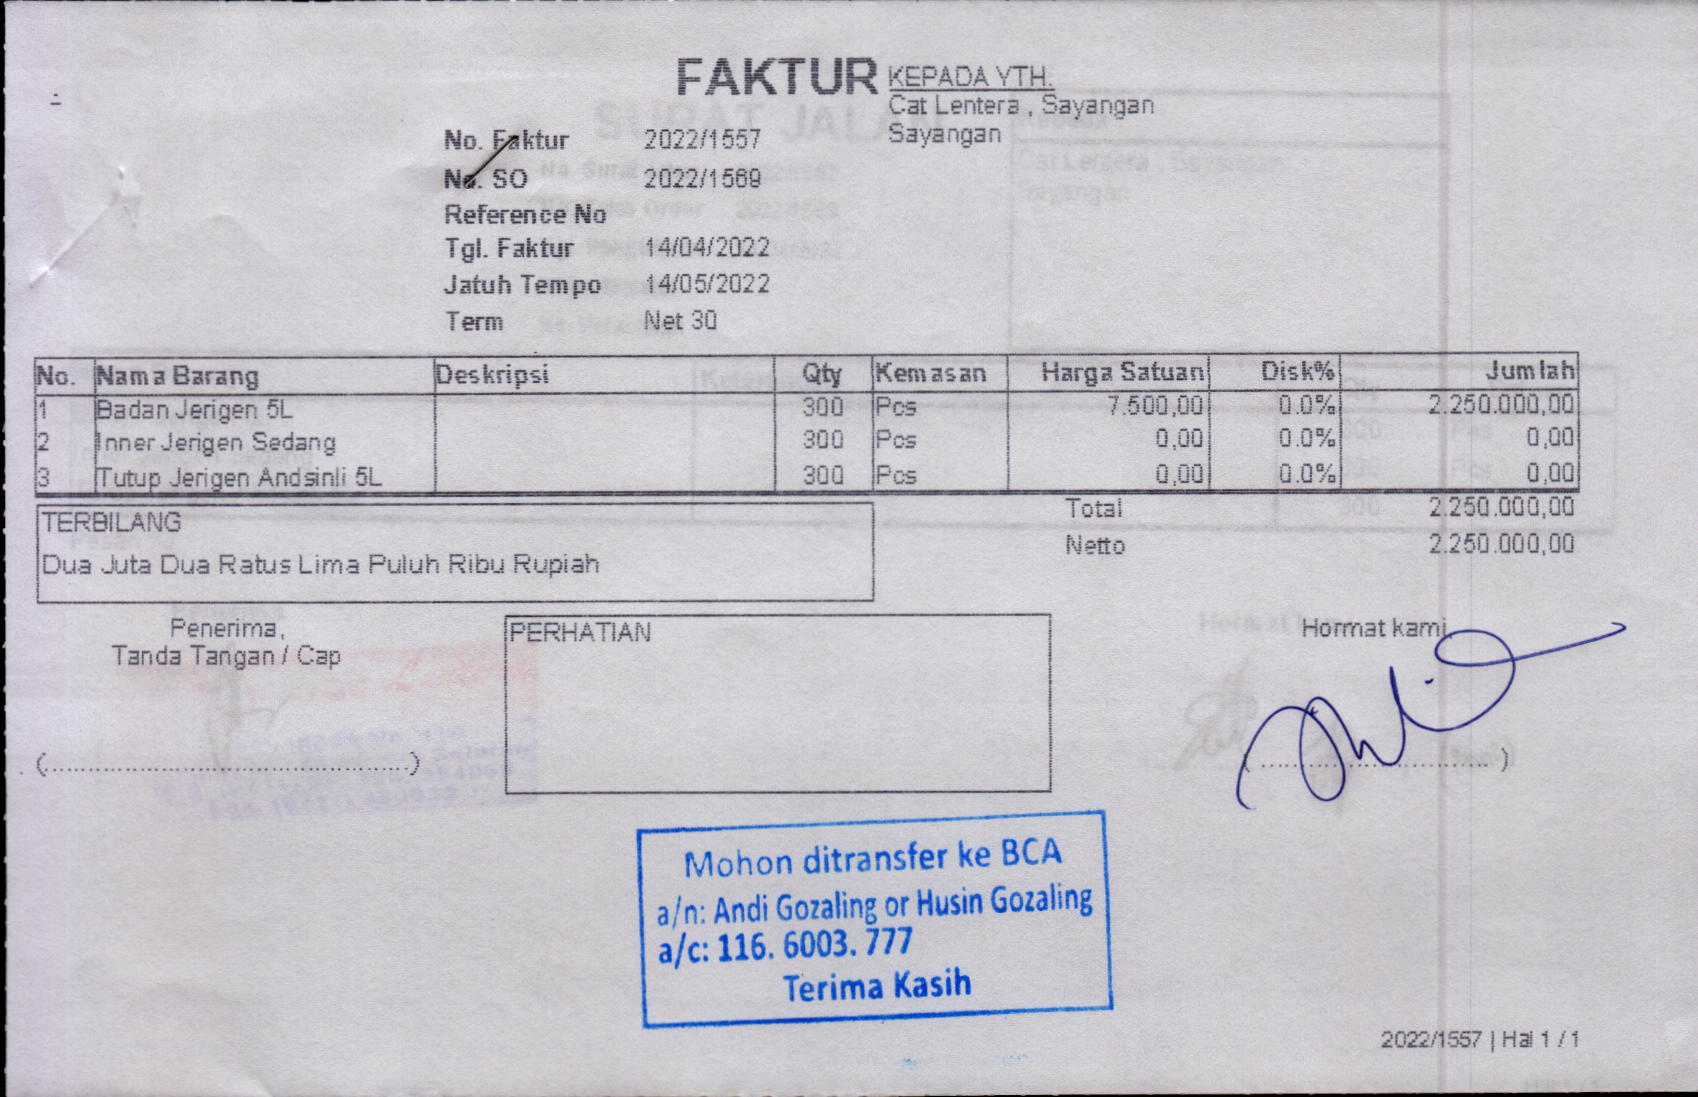 FAKTUR
KEPADA YTH.
Cat Lentera , Sayangan
Sayangan
No. Faktur 2022/1557
No. SO 2022/1569
Reference No
Tgl. Faktur 14/04/2022
Jatuh Tempo 14/05/2022
Term Net 30
No. Nama Barang Deskripsi Qty Kemasan Harga Satuan Disk% Jumlah
1 Badan Jerigen 5L 300 Pcs 7.500,00 0.0% 2.250.000,00
2 Inner Jerigen Sedang 300 Pcs 0,00 0.0% 0,00
3 Tutup Jerigen Andsinli 5L 300 Pcs 0,00 0.0% 0,00
Total 2.250.000,00
Netto 2.250.000,00
TERBILANG
Dua Juta Dua Ratus Lima Puluh Ribu Rupiah
Penerima,
Tanda Tangan / Cap
(..............................................)
PERHATIAN
Hormat kami
(..............................................)
Mohon ditransfer ke BCA
a/n: Andi Gozaling or Husin Gozaling
a/c: 116. 6003. 777
Terima Kasih
2022/1557 | Hal 1 / 1